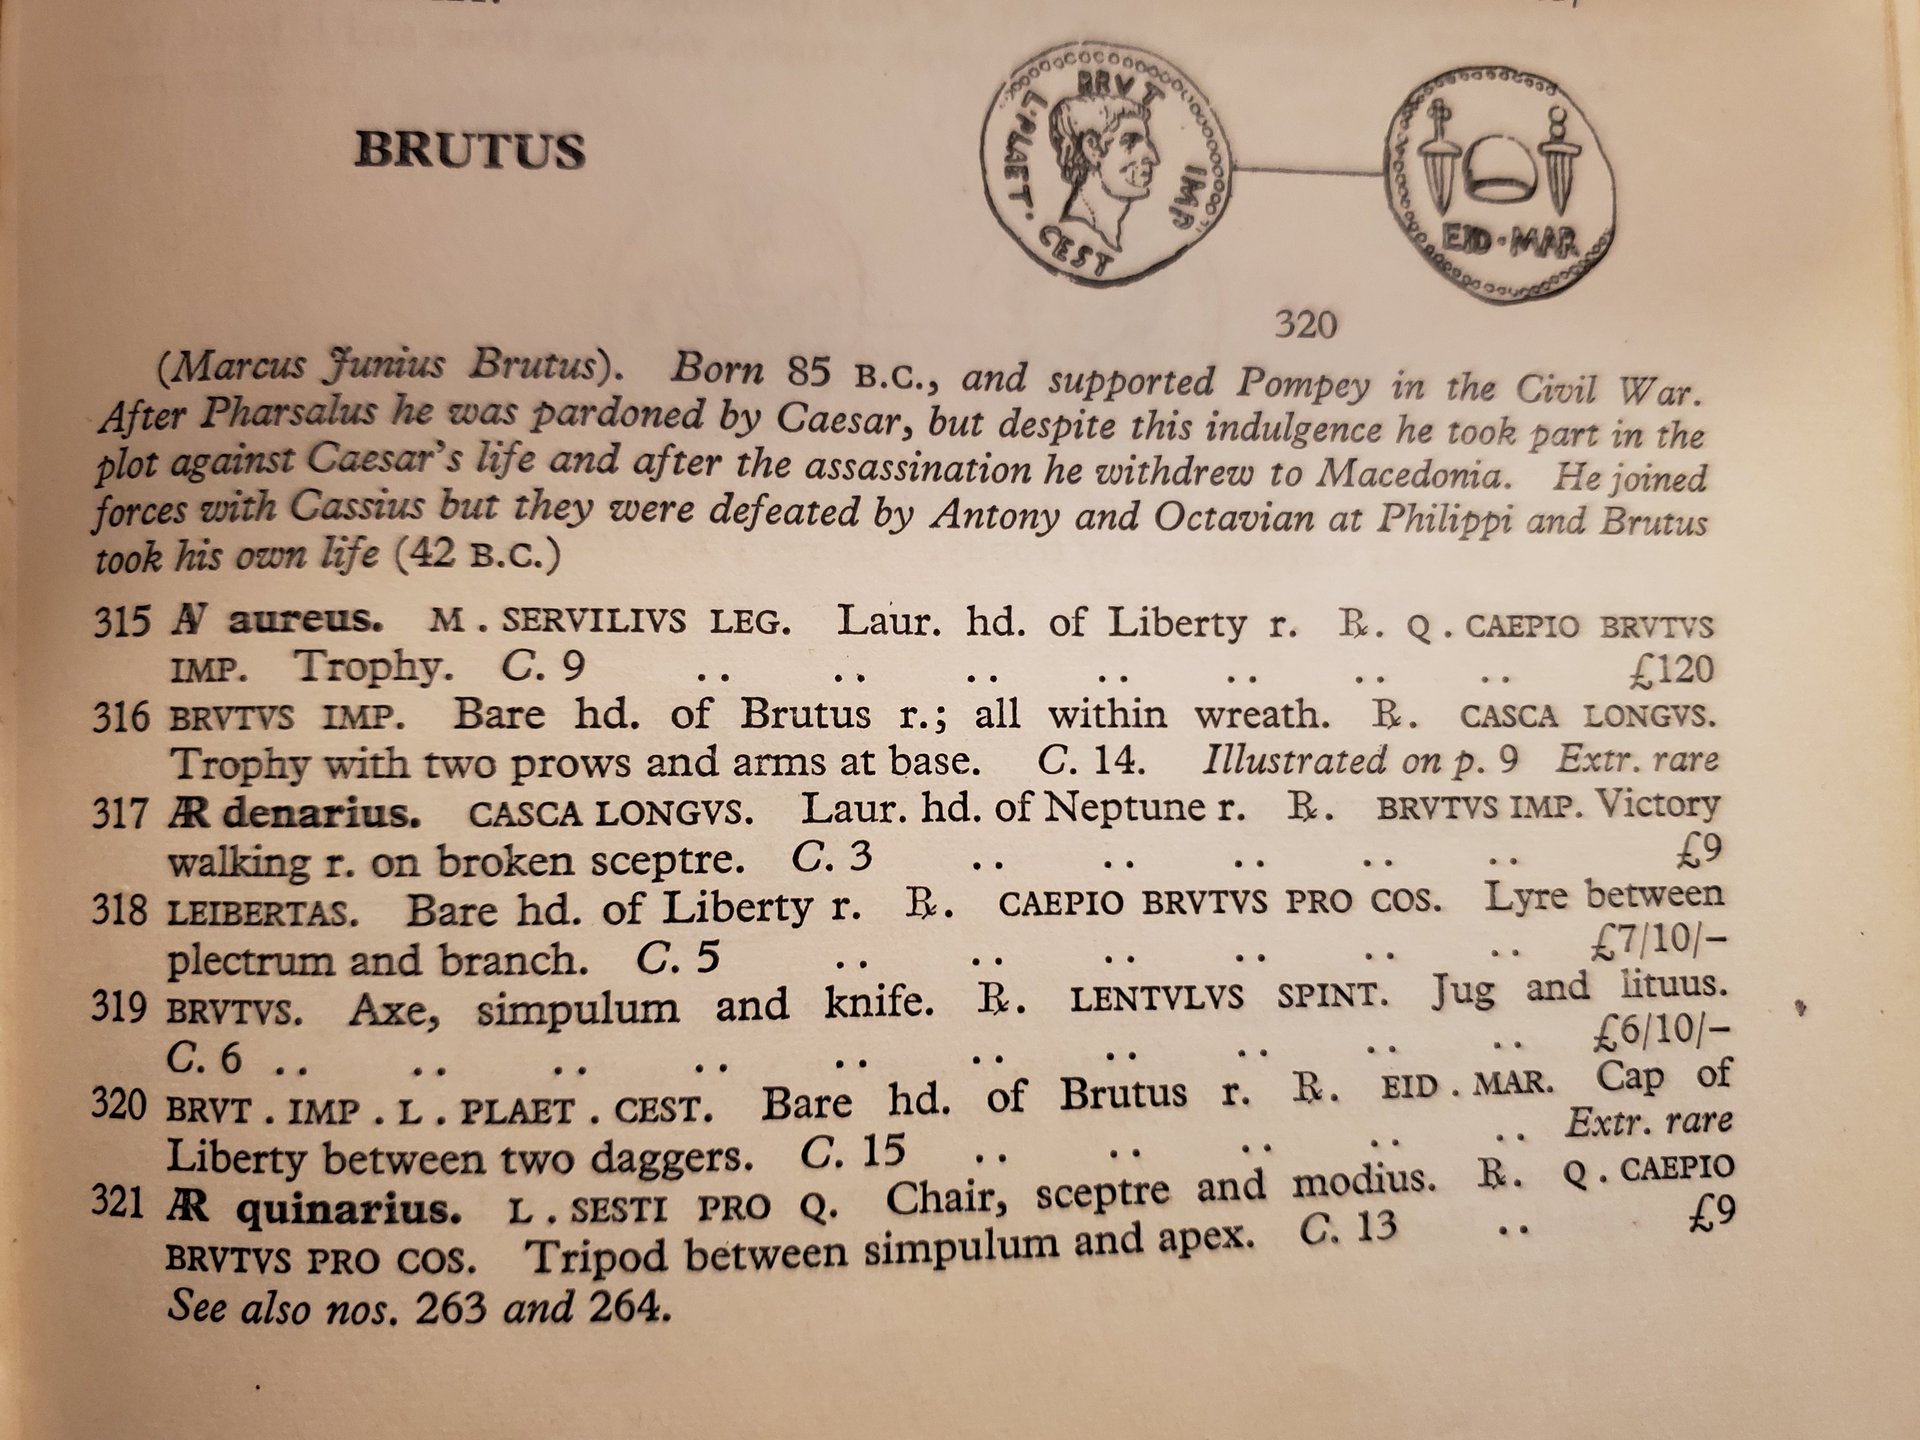 BRUTUS
BRVT
IMP
L·PLAET·
CEST
EID·MAR
320
(Marcus Junius Brutus). Born 85 B.C., and supported Pompey in the Civil War.
After Pharsalus he was pardoned by Caesar, but despite this indulgence he took part in the
plot against Caesar's life and after the assassination he withdrew to Macedonia. He joined
forces with Cassius but they were defeated by Antony and Octavian at Philippi and Brutus
took his own life (42 B.C.)
315 AV aureus. M . SERVILIVS LEG. Laur. hd. of Liberty r. ℞. Q . CAEPIO BRVTVS
IMP. Trophy. C. 9 .. .. .. .. .. .. .. £120
316 BRVTVS IMP. Bare hd. of Brutus r.; all within wreath. ℞. CASCA LONGVS.
Trophy with two prows and arms at base. C. 14. Illustrated on p. 9 Extr. rare
317 Æ denarius. CASCA LONGVS. Laur. hd. of Neptune r. ℞. BRVTVS IMP. Victory
walking r. on broken sceptre. C. 3 .. .. .. .. .. £9
318 LEIBERTAS. Bare hd. of Liberty r. ℞. CAEPIO BRVTVS PRO COS. Lyre between
plectrum and branch. C. 5 .. .. .. .. .. .. £7/10/–
319 BRVTVS. Axe, simpulum and knife. ℞. LENTVLVS SPINT. Jug and lituus.
C. 6 .. .. .. .. .. .. .. .. .. .. £6/10/–
320 BRVT . IMP . L . PLAET . CEST. Bare hd. of Brutus r. ℞. EID . MAR. Cap of
Liberty between two daggers. C. 15 .. .. .. .. .. Extr. rare
321 AR quinarius. L . SESTI PRO Q. Chair, sceptre and modius. ℞. Q . CAEPIO
BRVTVS PRO COS. Tripod between simpulum and apex. C. 13 .. £9
See also nos. 263 and 264.